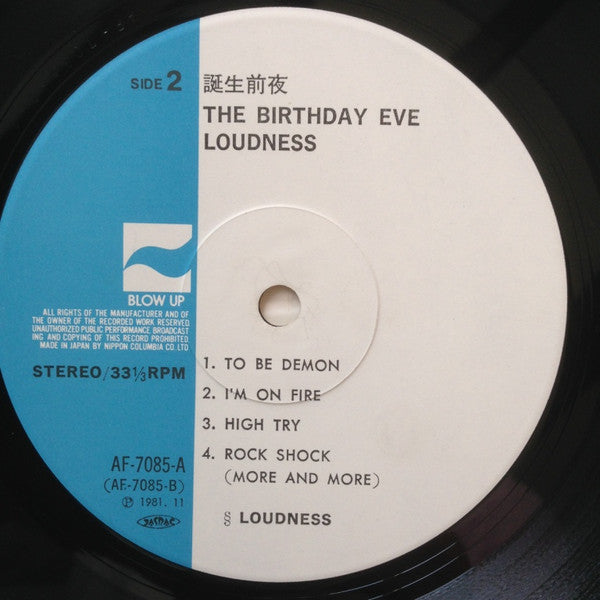 SIDE 2
誕生前夜
THE BIRTHDAY EVE
LOUDNESS
BLOW UP
ALL RIGHTS OF THE MANUFACTURER AND OF
THE OWNER OF THE RECORDED WORK RESERVED
UNAUTHORIZED PUBLIC PERFORMANCE BROADCAST
ING AND COPYING OF THIS RECORD PROHIBITED.
MADE IN JAPAN BY NIPPON COLUMBIA CO. LTD.
STEREO/33⅓RPM
1. TO BE DEMON
2. I'M ON FIRE
3. HIGH TRY
4. ROCK SHOCK
(MORE AND MORE)
§ LOUDNESS
AF-7085-A
(AF-7085-B)
Ⓟ 1981. 11
JASRAC